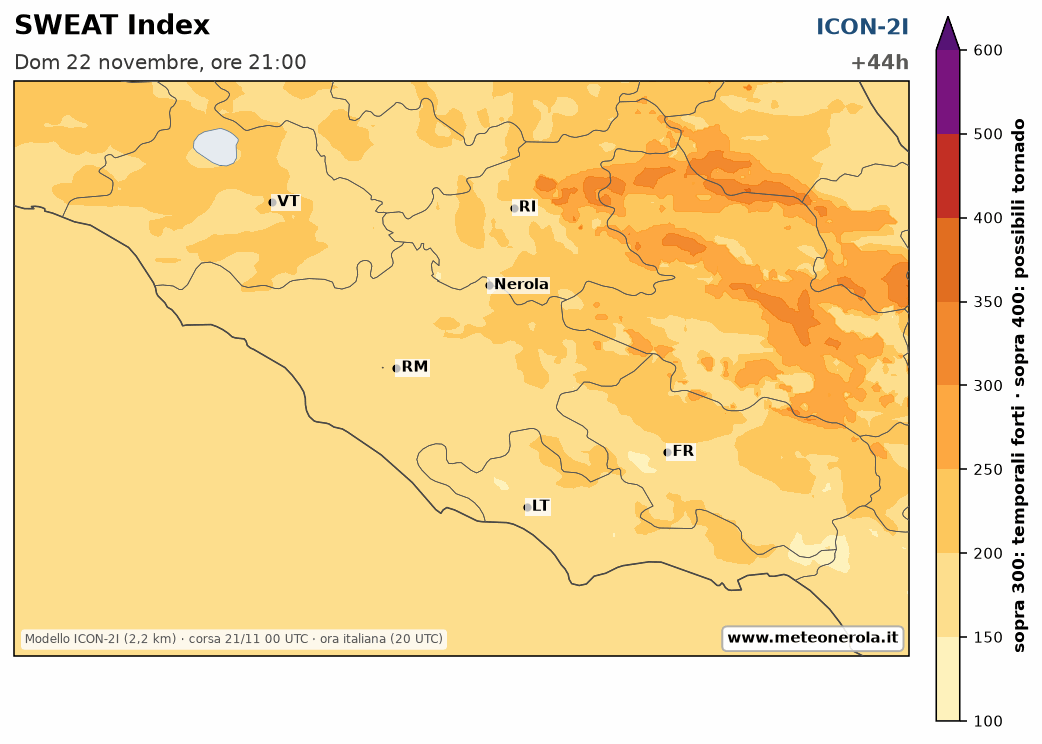 SWEAT Index
ICON-2I
Dom 22 novembre, ore 21:00
+44h
600
500
400
350
300
250
200
150
100
sopra 300: temporali forti · sopra 400: possibili tornado
VT
RI
Nerola
RM
FR
LT
Modello ICON-2I (2,2 km) · corsa 21/11 00 UTC · ora italiana (20 UTC)
www.meteonerola.it